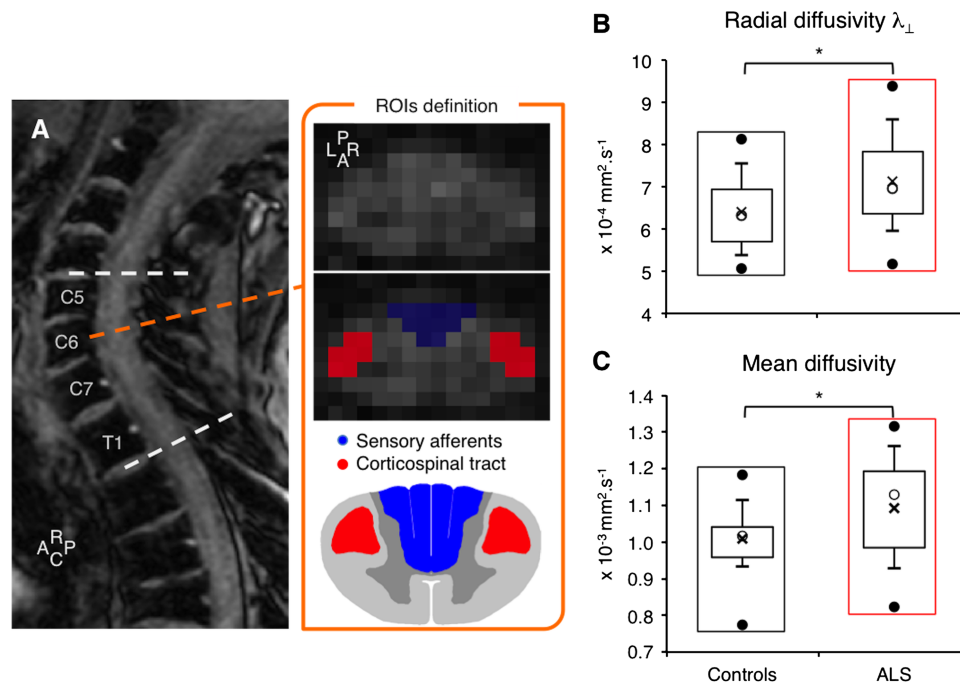 A
C5
C6
C7
T1
R
A P
C
ROIs definition
P
L R
A
Sensory afferents
Corticospinal tract
B
Radial diffusivity λ⊥
*
10
9
8
7
6
5
4
x 10⁻⁴ mm².s⁻¹
C
Mean diffusivity
*
1.4
1.3
1.2
1.1
1.0
0.9
0.8
0.7
x 10⁻³ mm².s⁻¹
Controls
ALS